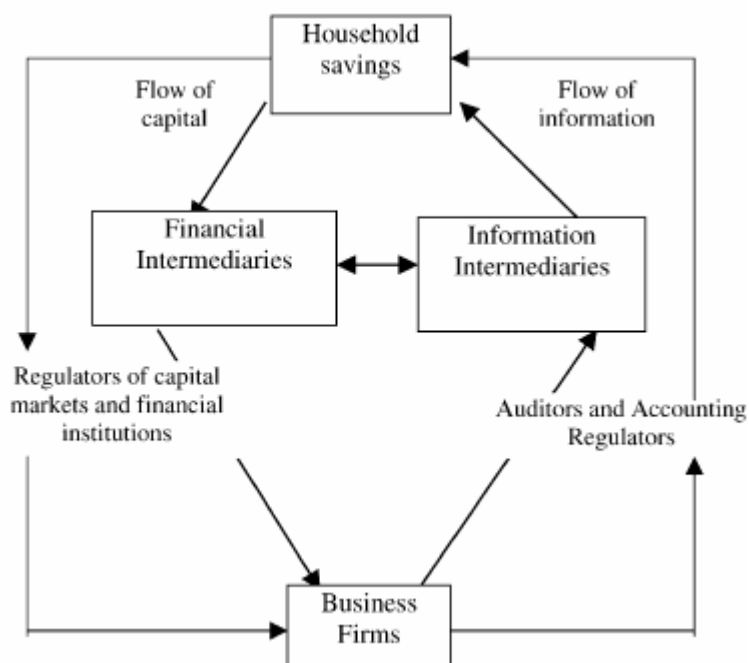 Household
savings
Flow of
capital
Flow of
information
Financial
Intermediaries
Information
Intermediaries
Regulators of capital
markets and financial
institutions
Auditors and Accounting
Regulators
Business
Firms